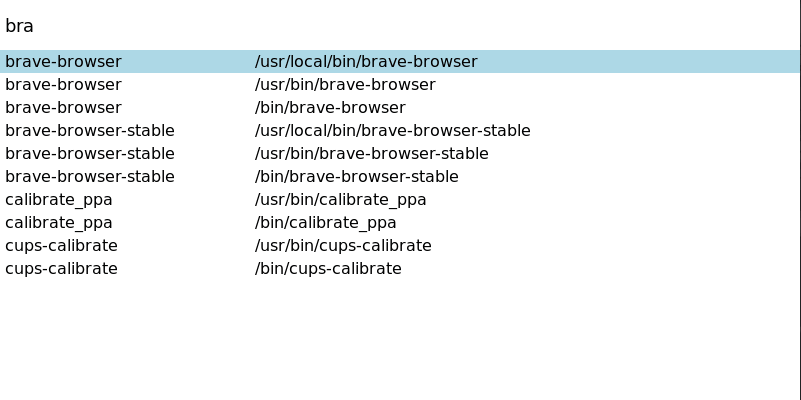 bra
brave-browser /usr/local/bin/brave-browser
brave-browser /usr/bin/brave-browser
brave-browser /bin/brave-browser
brave-browser-stable /usr/local/bin/brave-browser-stable
brave-browser-stable /usr/bin/brave-browser-stable
brave-browser-stable /bin/brave-browser-stable
calibrate_ppa /usr/bin/calibrate_ppa
calibrate_ppa /bin/calibrate_ppa
cups-calibrate /usr/bin/cups-calibrate
cups-calibrate /bin/cups-calibrate